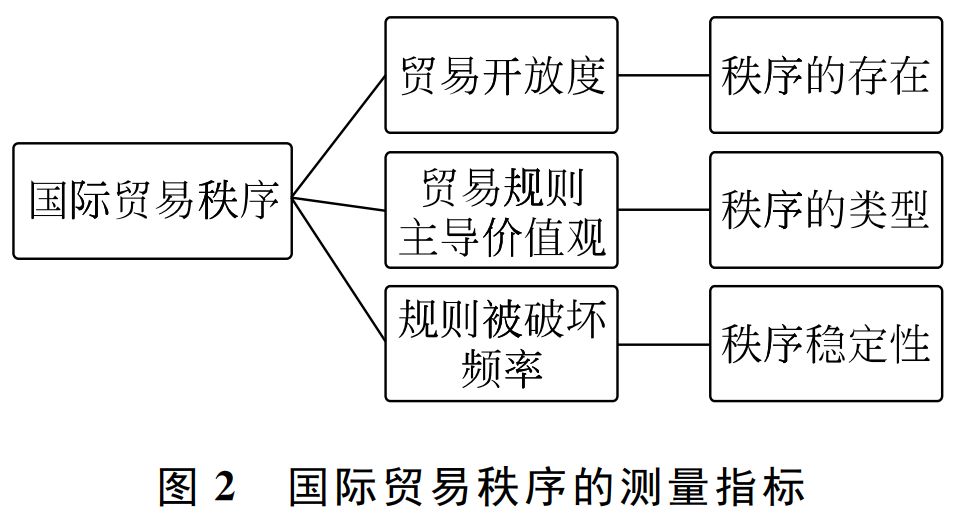 国际贸易秩序
贸易开放度
秩序的存在
贸易规则
主导价值观
秩序的类型
规则被破坏
频率
秩序稳定性
图 2 国际贸易秩序的测量指标